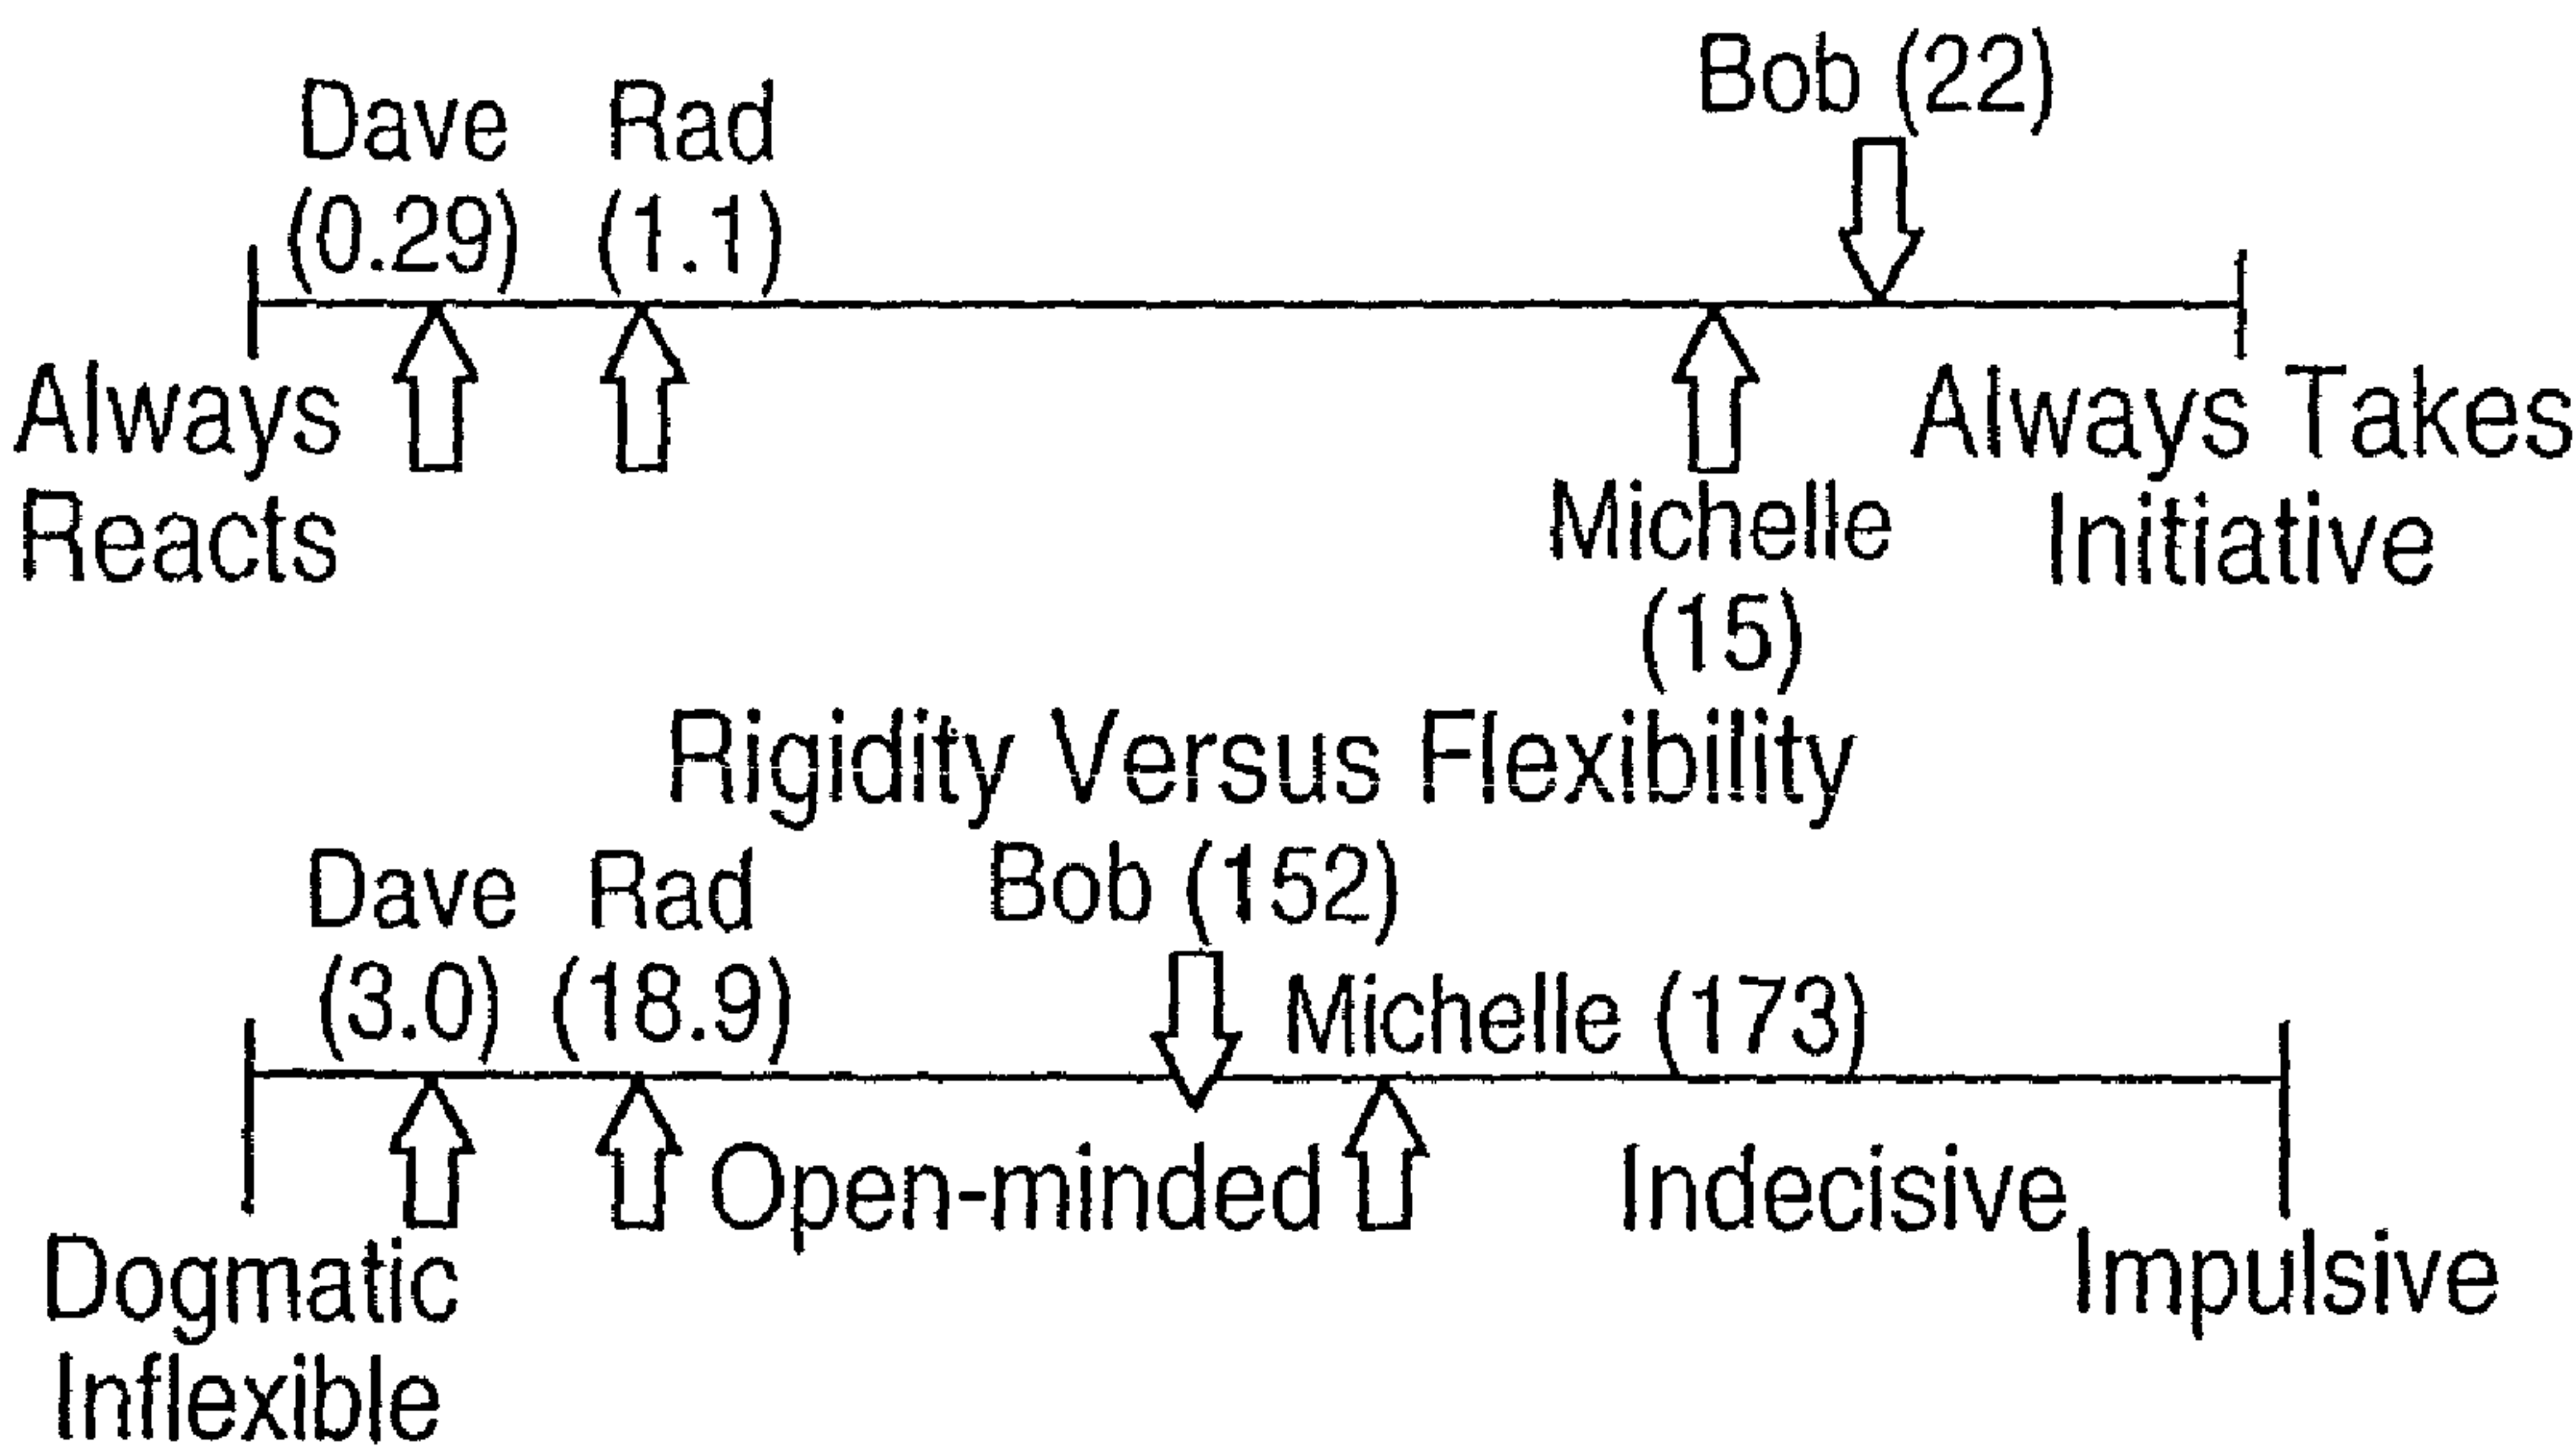 Bob (22)
Dave Rad
(0.29) (1.1)
Always
Reacts
Always Takes
Initiative
Michelle
(15)
Rigidity Versus Flexibility
Dave Rad Bob (152)
(3.0) (18.9) Michelle (173)
Open-minded Indecisive
Dogmatic
Inflexible
Impulsive